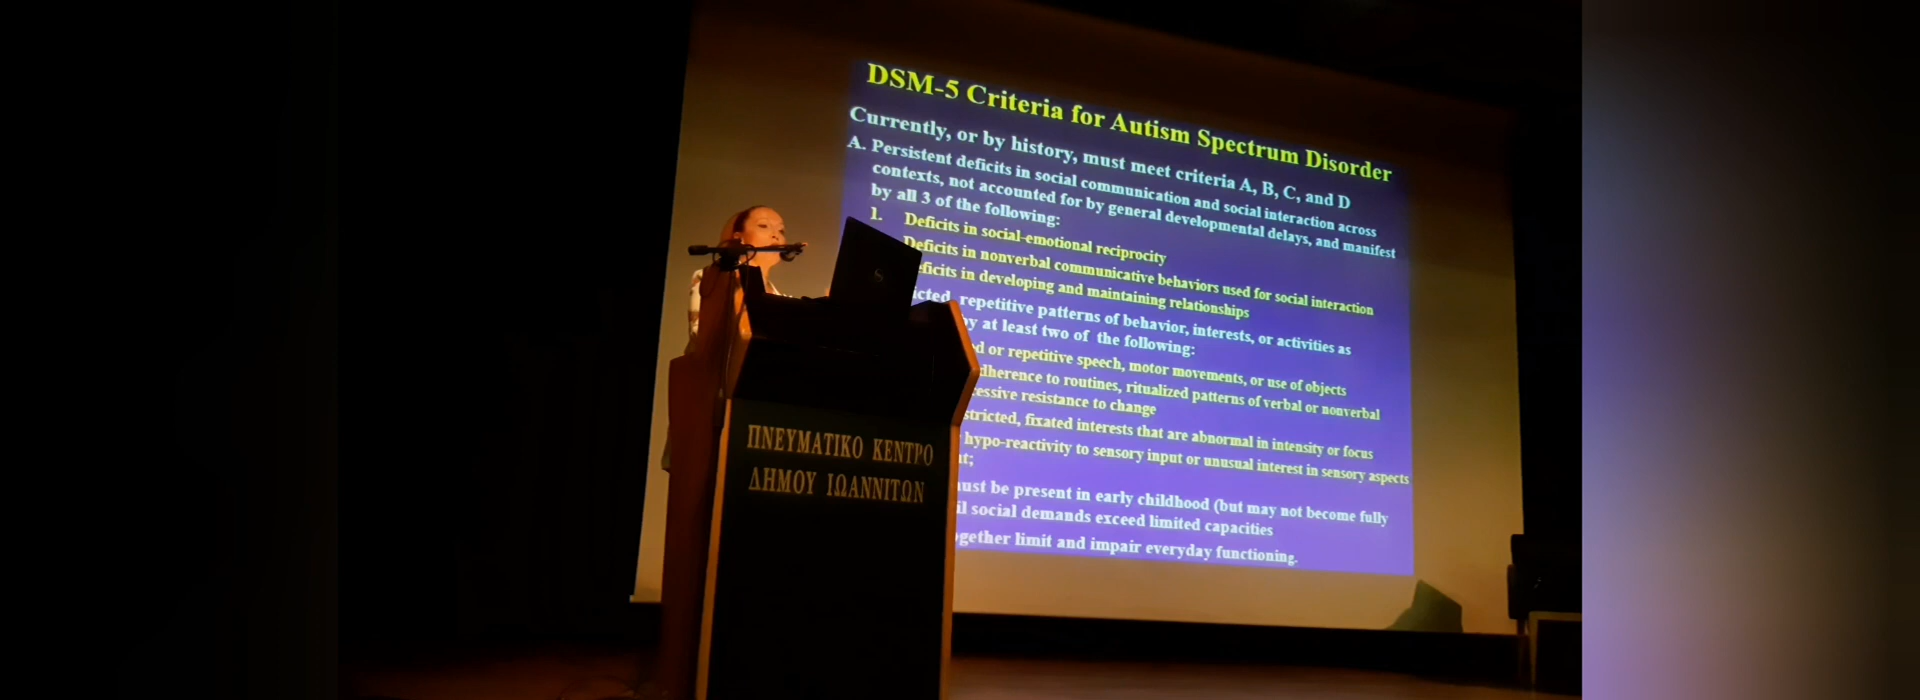 DSM-5 Criteria for Autism Spectrum Disorder
Currently, or by history, must meet criteria A, B, C, and D
A. Persistent deficits in social communication and social interaction across
contexts, not accounted for by general developmental delays, and manifest
by all 3 of the following:
1. Deficits in social-emotional reciprocity
Deficits in nonverbal communicative behaviors used for social interaction
in developing and maintaining relationships
repetitive patterns of behavior, interests, or activities as
by at least two of the following:
or repetitive speech, motor movements, or use of objects
to routines, ritualized patterns of verbal or nonverbal
resistance to change
fixated interests that are abnormal in intensity or focus
hypo-reactivity to sensory input or unusual interest in sensory aspects
must be present in early childhood (but may not become fully
social demands exceed limited capacities
limit and impair everyday functioning.
ΠΝΕΥΜΑΤΙΚΟ ΚΕΝΤΡΟ
ΔΗΜΟΥ ΙΩΑΝΝΙΤΩΝ